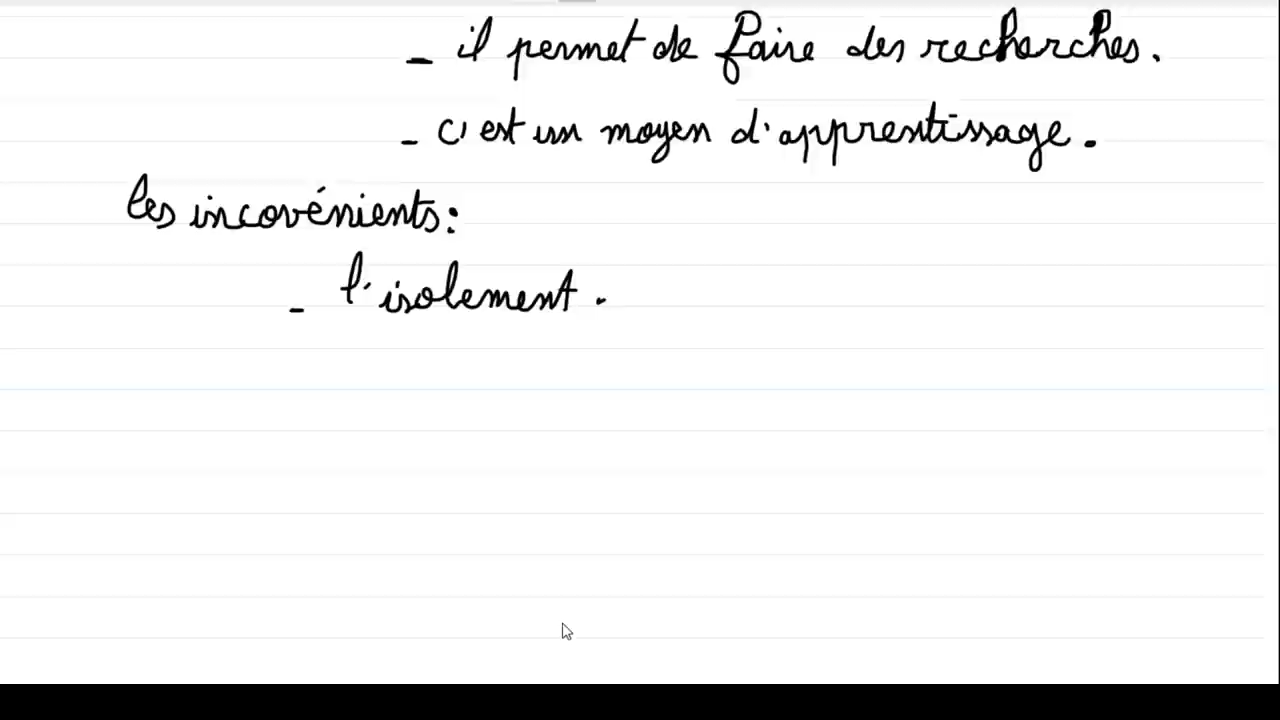 - il permet de faire des recherches.
- c'est un moyen d'apprentissage.
les incovénients:
- l'isolement.